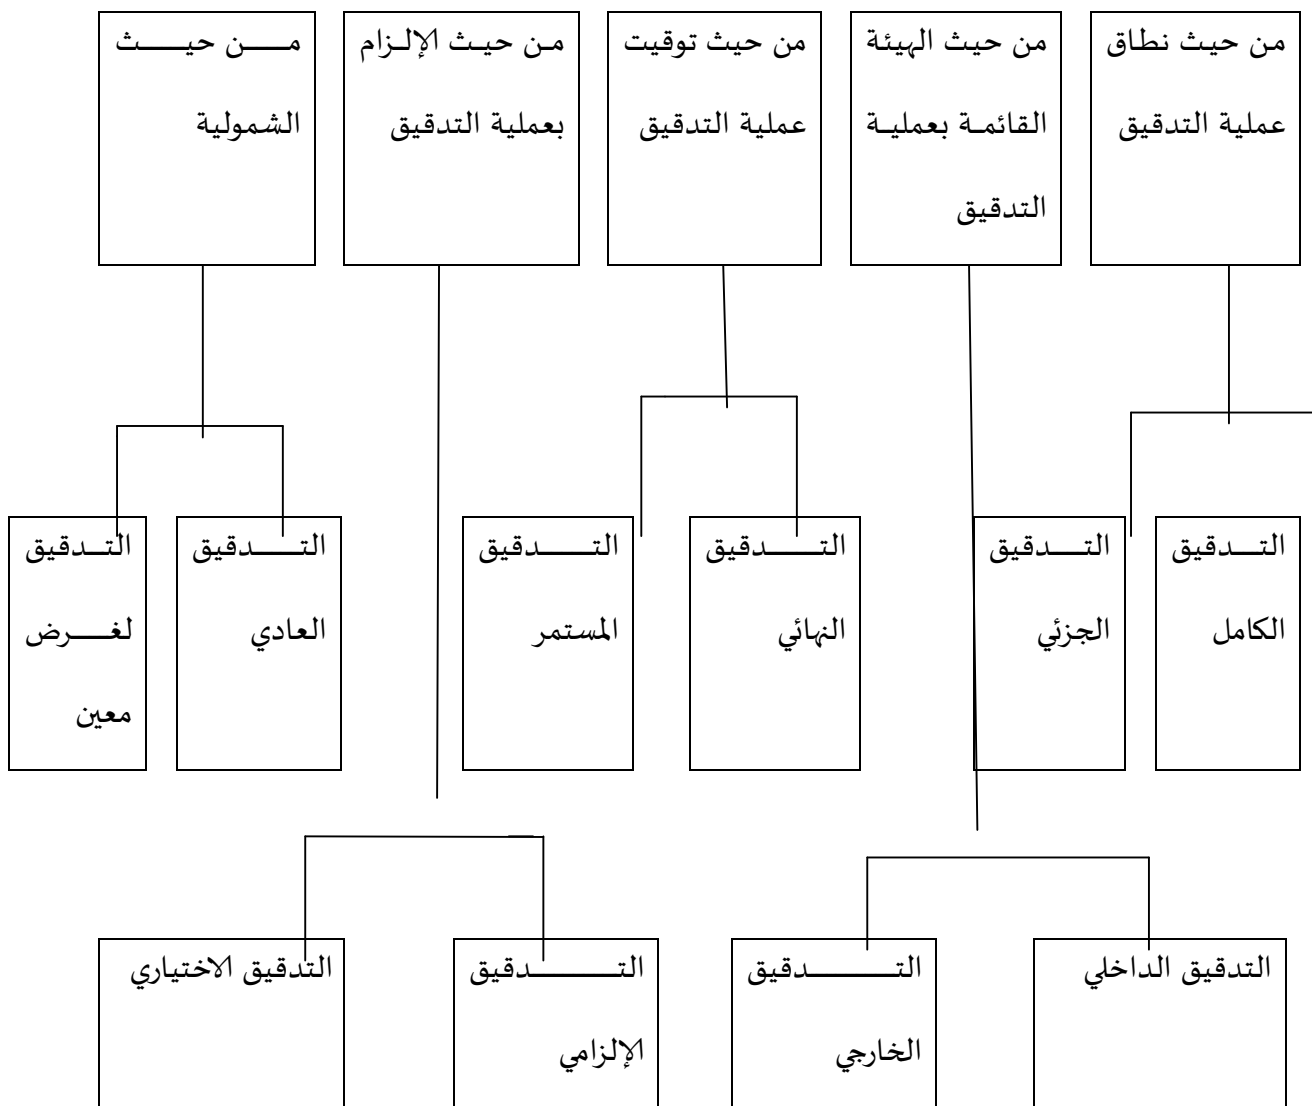 من حيث نطاق
عملية التدقيق
من حيث الهيئة
القائمة بعملية
التدقيق
من حيث توقيت
عملية التدقيق
من حيث الإلزام
بعملية التدقيق
من حيث
الشمولية
التدقيق
الكامل
التدقيق
الجزئي
التدقيق
النهائي
التدقيق
المستمر
التدقيق
العادي
التدقيق
لغرض
معين
التدقيق الداخلي
التدقيق
الخارجي
التدقيق
الإلزامي
التدقيق الاختياري